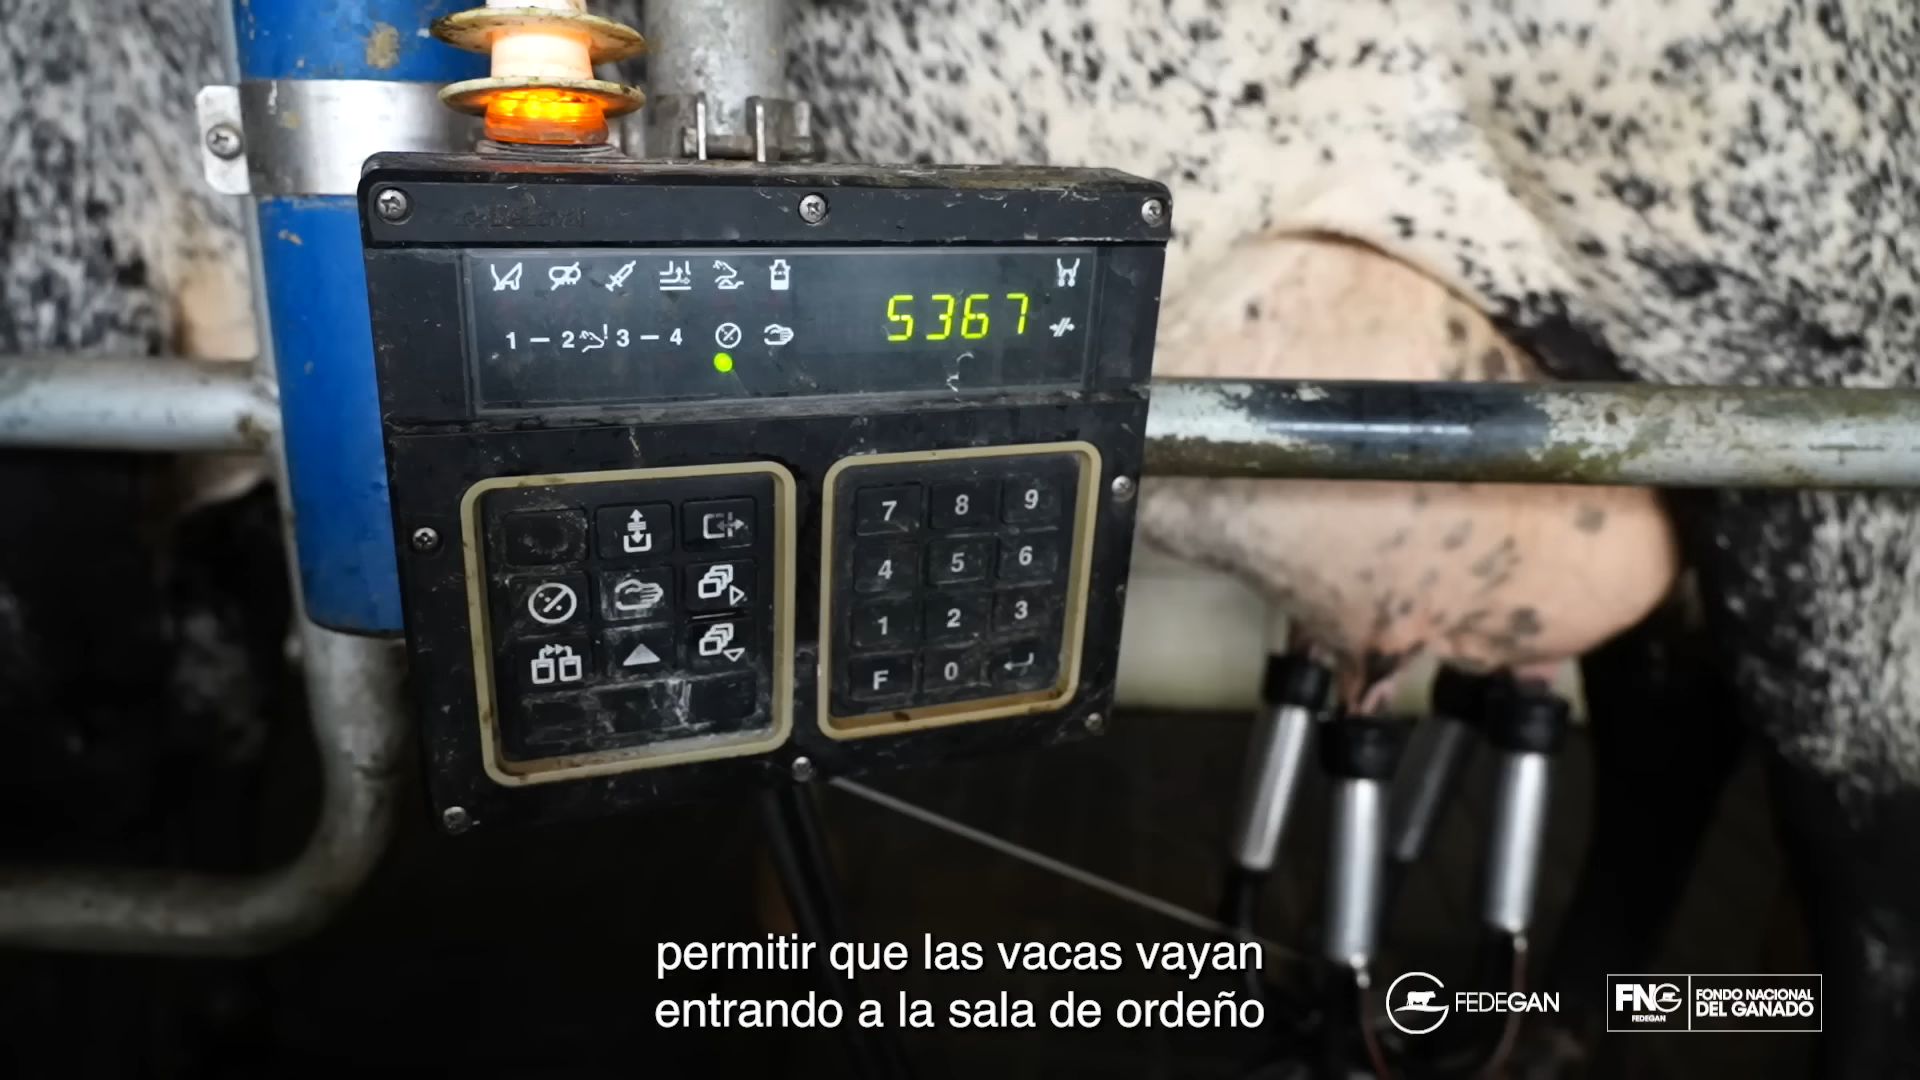 5367
1 – 2 3 – 4
7 8 9
4 5 6
1 2 3
F 0
permitir que las vacas vayan
entrando a la sala de ordeño
FEDEGAN
FNG
FEDEGAN
FONDO NACIONAL
DEL GANADO